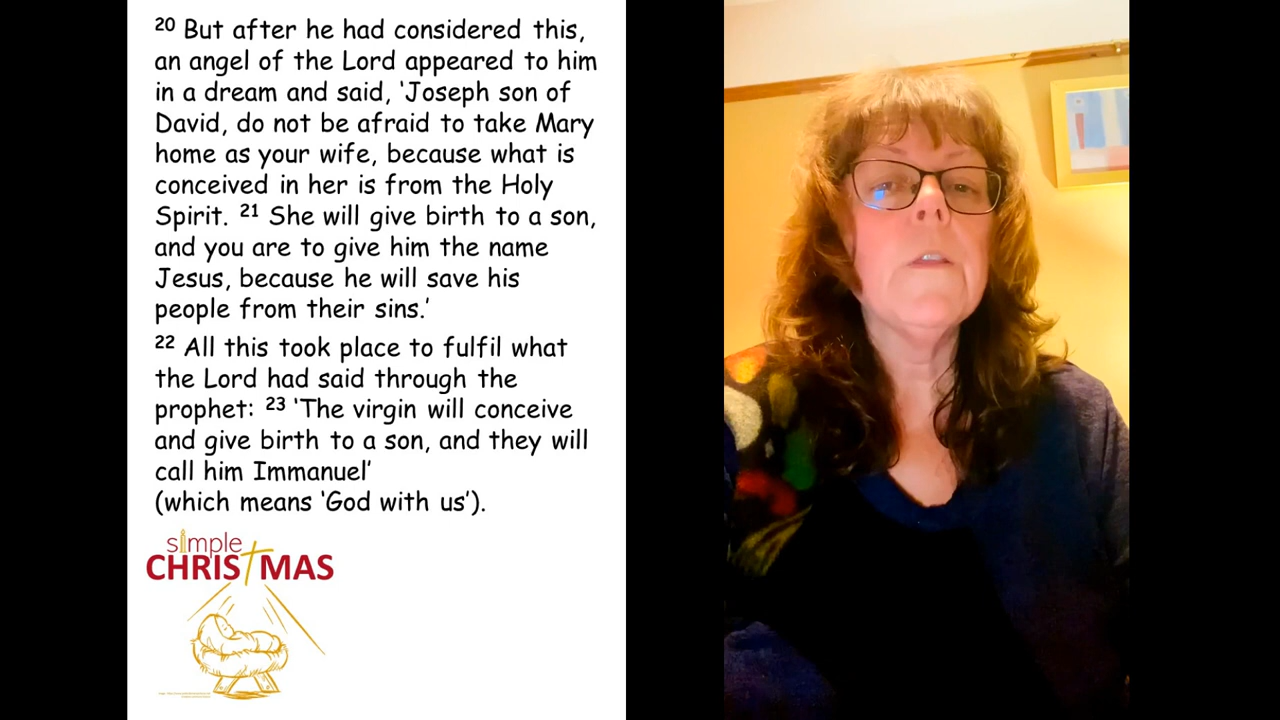 20 But after he had considered this,
an angel of the Lord appeared to him
in a dream and said, ‘Joseph son of
David, do not be afraid to take Mary
home as your wife, because what is
conceived in her is from the Holy
Spirit. 21 She will give birth to a son,
and you are to give him the name
Jesus, because he will save his
people from their sins.’
22 All this took place to fulfil what
the Lord had said through the
prophet: 23 ‘The virgin will conceive
and give birth to a son, and they will
call him Immanuel’
(which means ‘God with us’).
simple
CHRISTMAS